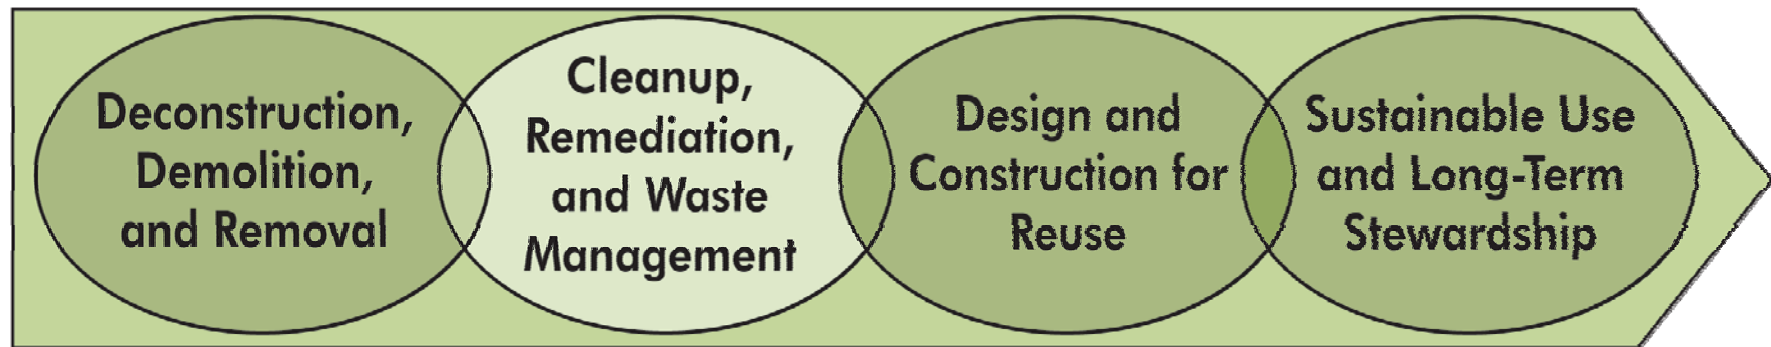 Deconstruction,
Demolition,
and Removal
Cleanup,
Remediation,
and Waste
Management
Design and
Construction for
Reuse
Sustainable Use
and Long-Term
Stewardship